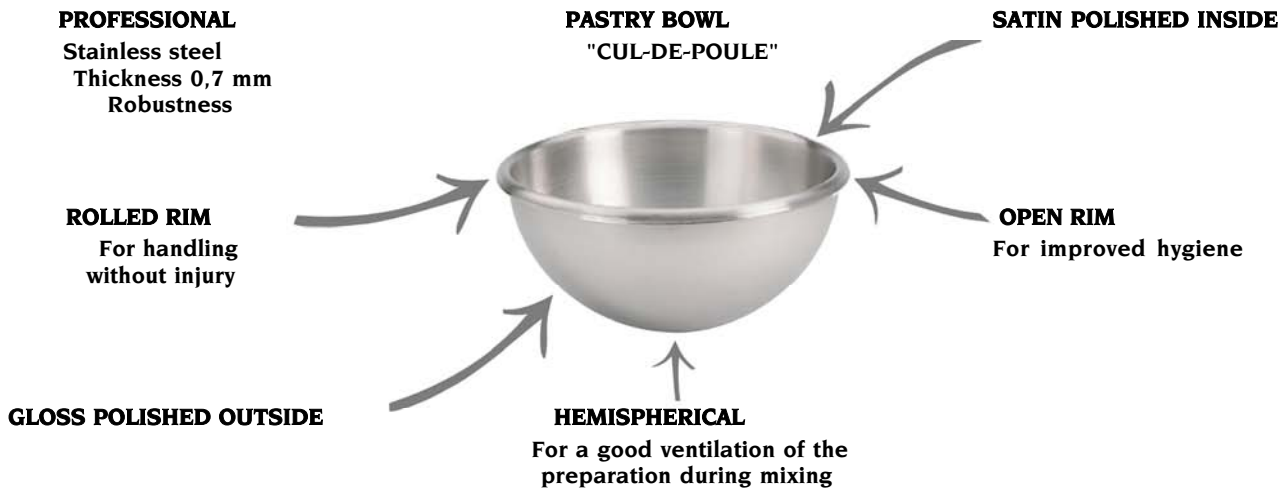 PROFESSIONAL
Stainless steel
Thickness 0,7 mm
Robustness
PASTRY BOWL
"CUL-DE-POULE"
SATIN POLISHED INSIDE
ROLLED RIM
For handling
without injury
OPEN RIM
For improved hygiene
GLOSS POLISHED OUTSIDE
HEMISPHERICAL
For a good ventilation of the
preparation during mixing